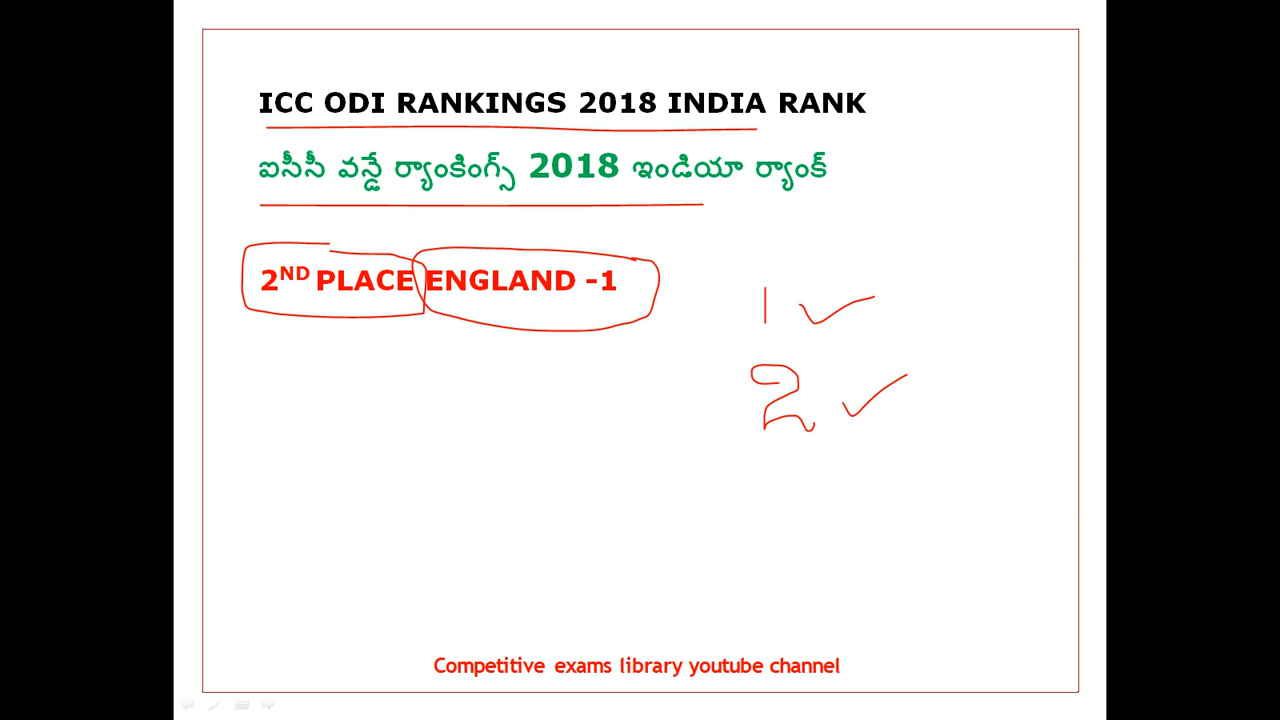 ICC ODI RANKINGS 2018 INDIA RANK
ఐసీసీ వన్డే ర్యాంకింగ్స్ 2018 ఇండియా ర్యాంక్
2ND PLACE ENGLAND -1
1
2
Competitive exams library youtube channel